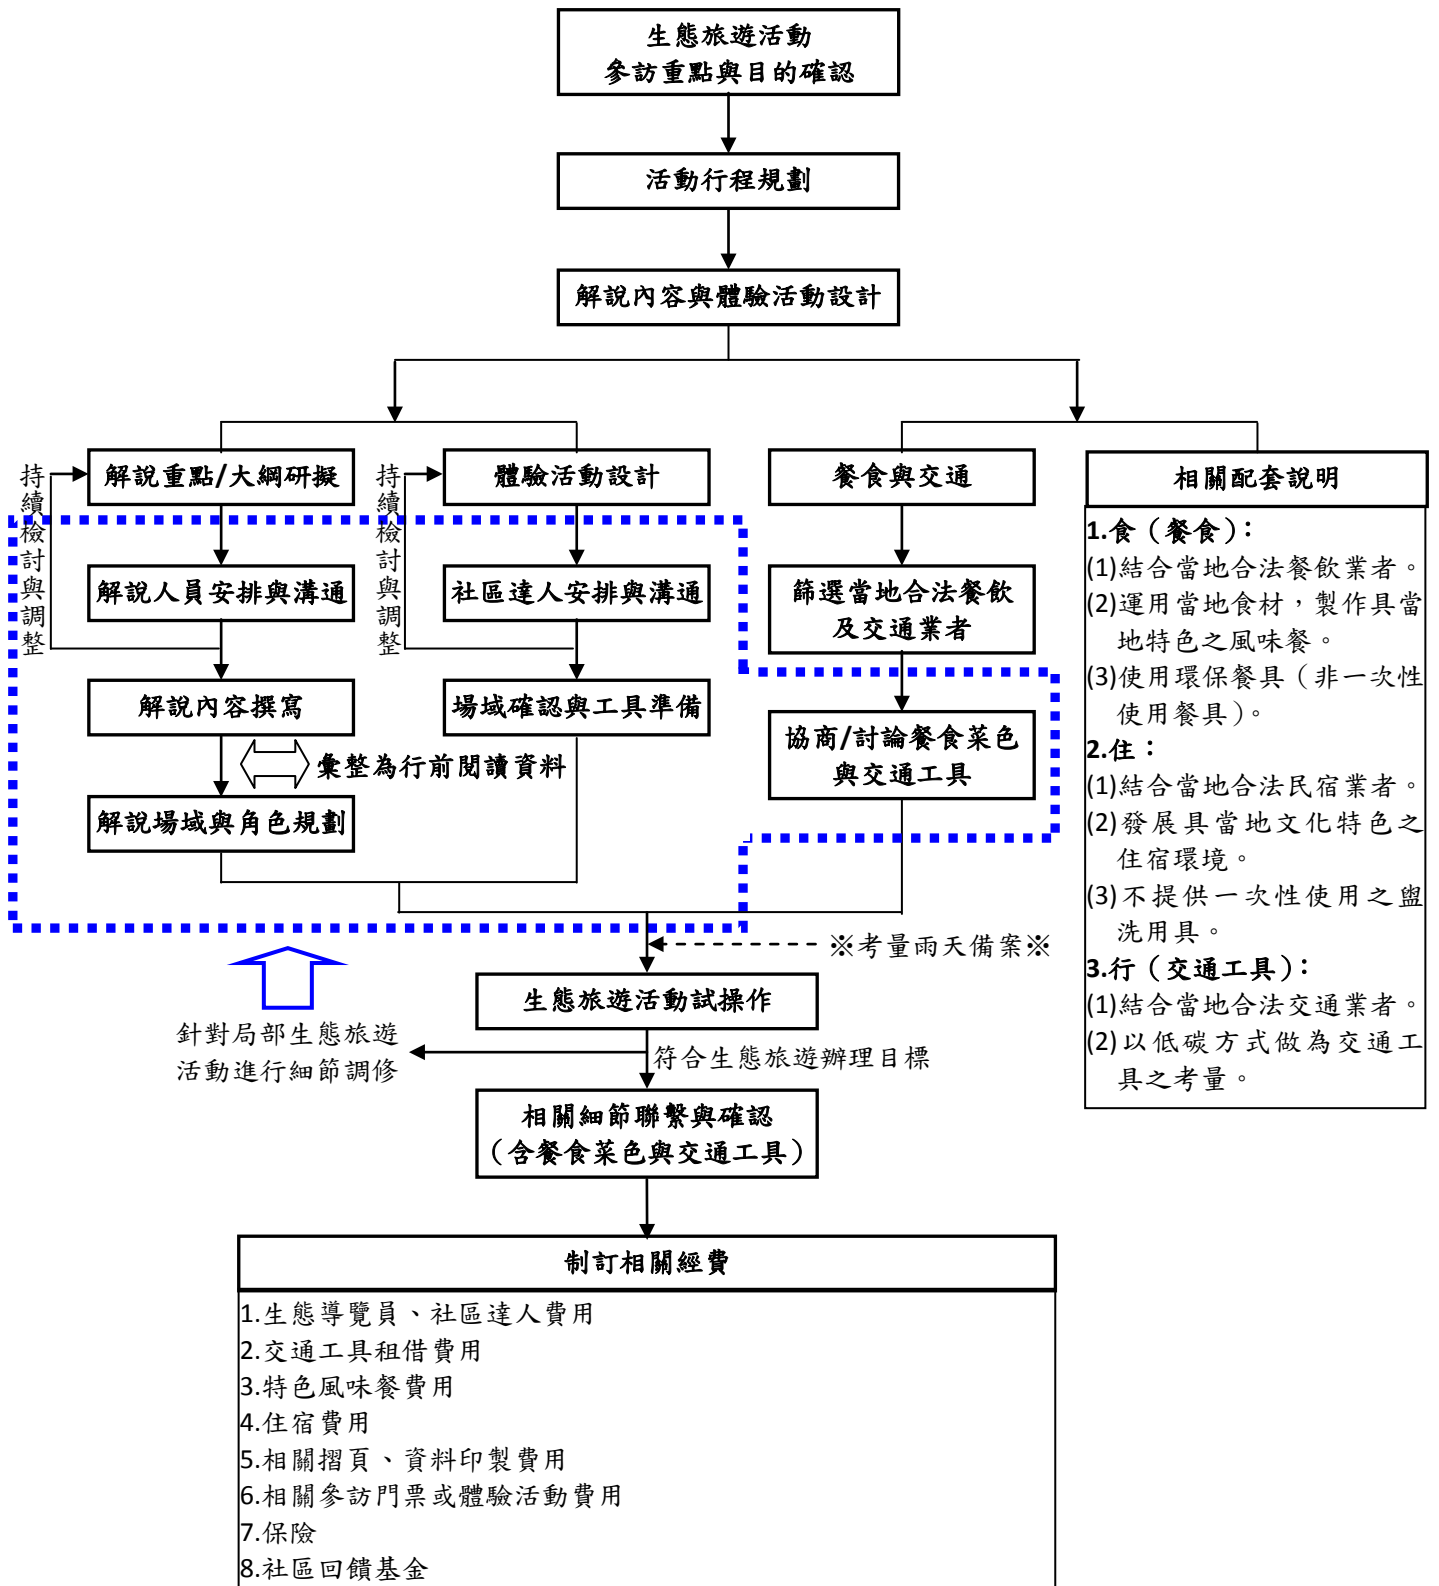 生態旅遊活動
參訪重點與目的確認
活動行程規劃
解說內容與體驗活動設計
持續檢討與調整
解說重點/大綱研擬
解說人員安排與溝通
解說內容撰寫
彙整為行前閱讀資料
解說場域與角色規劃
持續檢討與調整
體驗活動設計
社區達人安排與溝通
場域確認與工具準備
餐食與交通
篩選當地合法餐飲
及交通業者
協商/討論餐食菜色
與交通工具
相關配套說明
1.食（餐食）：
(1)結合當地合法餐飲業者。
(2)運用當地食材，製作具當
地特色之風味餐。
(3)使用環保餐具（非一次性
使用餐具）。
2.住：
(1)結合當地合法民宿業者。
(2)發展具當地文化特色之
住宿環境。
(3)不提供一次性使用之盥
洗用具。
3.行（交通工具）：
(1)結合當地合法交通業者。
(2)以低碳方式做為交通工
具之考量。
※考量雨天備案※
生態旅遊活動試操作
針對局部生態旅遊
活動進行細節調修
符合生態旅遊辦理目標
相關細節聯繫與確認
（含餐食菜色與交通工具）
制訂相關經費
1.生態導覽員、社區達人費用
2.交通工具租借費用
3.特色風味餐費用
4.住宿費用
5.相關摺頁、資料印製費用
6.相關參訪門票或體驗活動費用
7.保險
8.社區回饋基金